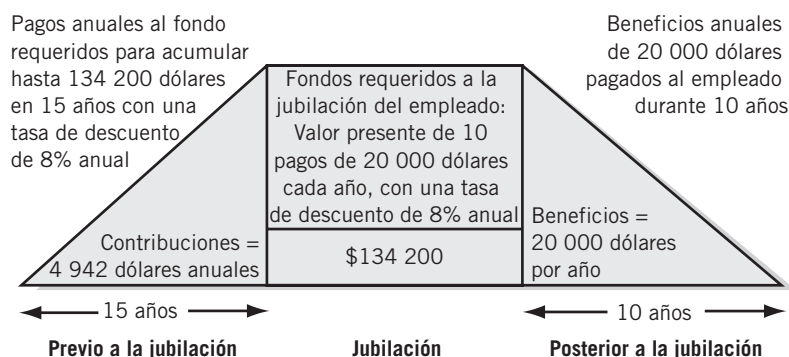 Pagos anuales al fondo
requeridos para acumular
hasta 134 200 dólares
en 15 años con una
tasa de descuento
de 8% anual
Beneficios anuales
de 20 000 dólares
pagados al empleado
durante 10 años
Fondos requeridos a la
jubilación del empleado:
Valor presente de 10
pagos de 20 000 dólares
cada año, con una tasa
de descuento de 8% anual
Contribuciones =
4 942 dólares anuales
$134 200
Beneficios =
20 000 dólares
por año
15 años
10 años
Previo a la jubilación
Jubilación
Posterior a la jubilación